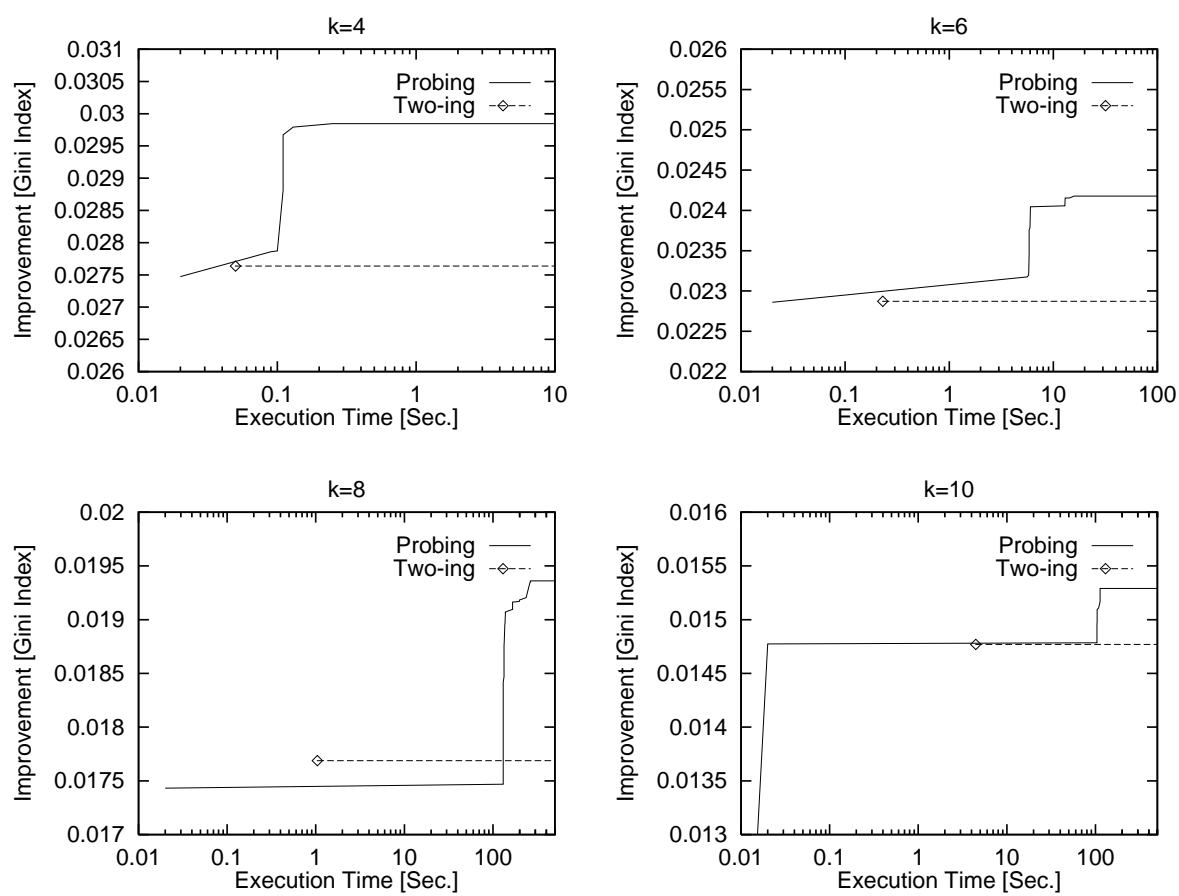 k=4
Improvement [Gini Index]
0.031
0.0305
0.03
0.0295
0.029
0.0285
0.028
0.0275
0.027
0.0265
0.026
Probing
Two-ing
0.01 0.1 1 10
Execution Time [Sec.]
k=6
Improvement [Gini Index]
0.026
0.0255
0.025
0.0245
0.024
0.0235
0.023
0.0225
0.022
Probing
Two-ing
0.01 0.1 1 10 100
Execution Time [Sec.]
k=8
Improvement [Gini Index]
0.02
0.0195
0.019
0.0185
0.018
0.0175
0.017
Probing
Two-ing
0.01 0.1 1 10 100
Execution Time [Sec.]
k=10
Improvement [Gini Index]
0.016
0.0155
0.015
0.0145
0.014
0.0135
0.013
Probing
Two-ing
0.01 0.1 1 10 100
Execution Time [Sec.]